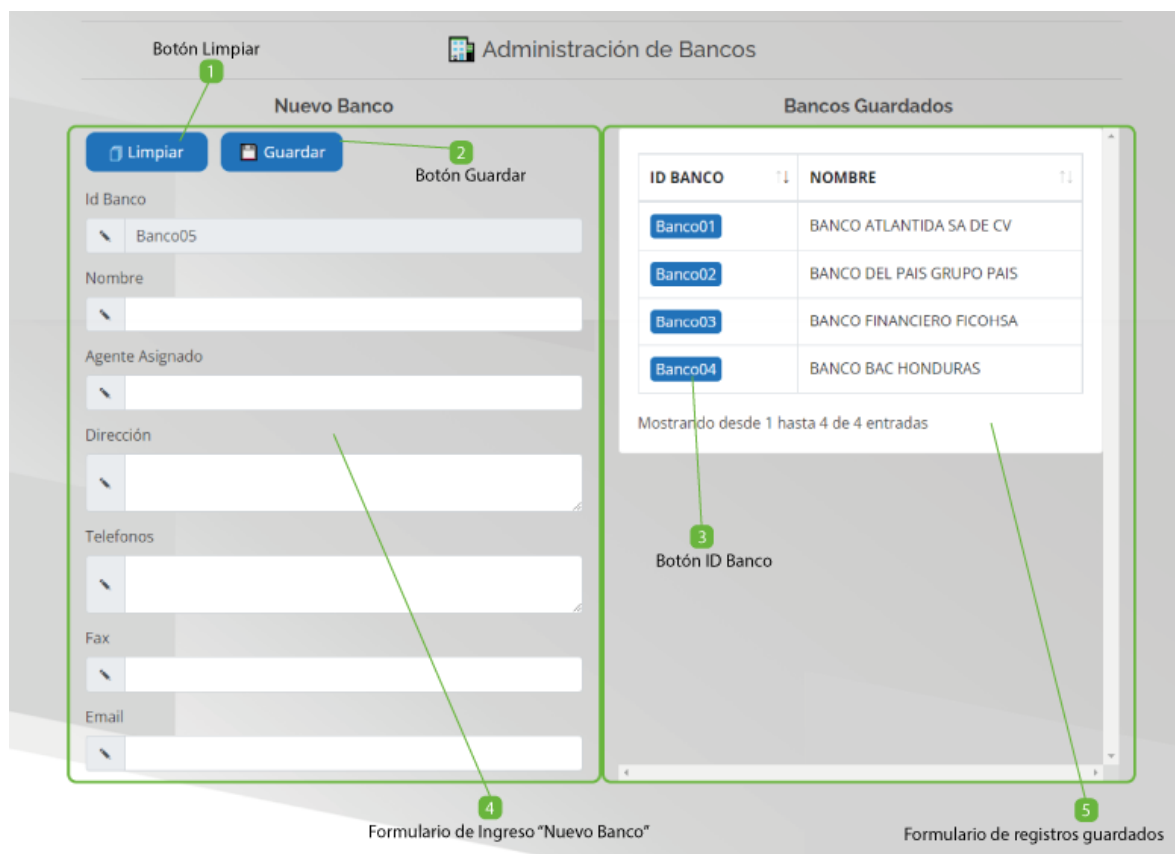 Botón Limpiar
1
Administración de Bancos
Nuevo Banco
Limpiar
Guardar
2
Botón Guardar
Id Banco
Banco05
Nombre
Agente Asignado
Dirección
Telefonos
Fax
Email
4
Formulario de Ingreso “Nuevo Banco”
Bancos Guardados
ID BANCO NOMBRE
Banco01 BANCO ATLANTIDA SA DE CV
Banco02 BANCO DEL PAIS GRUPO PAIS
Banco03 BANCO FINANCIERO FICOHSA
Banco04 BANCO BAC HONDURAS
Mostrando desde 1 hasta 4 de 4 entradas
3
Botón ID Banco
5
Formulario de registros guardados